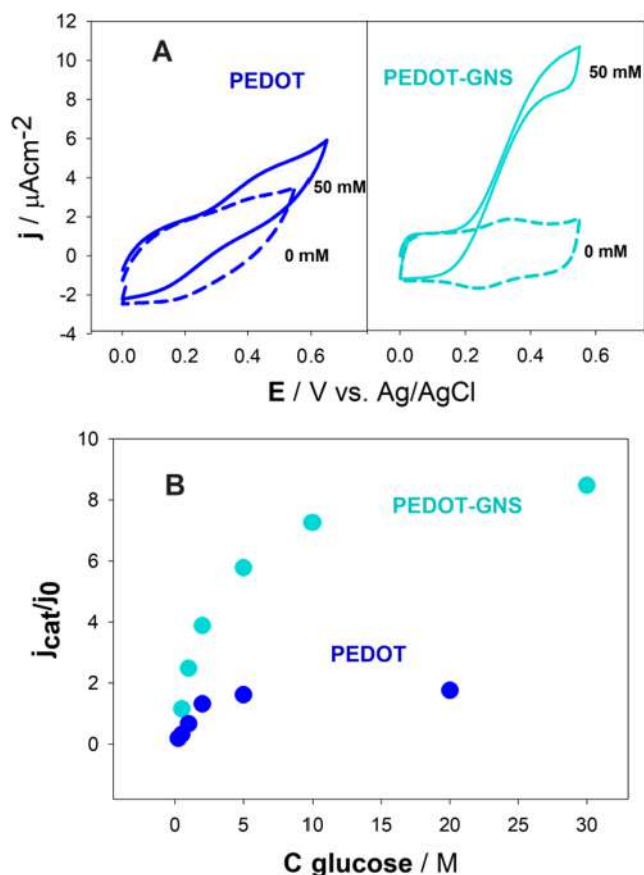 A
PEDOT
PEDOT-GNS
50 mM
50 mM
0 mM
0 mM
12
10
8
6
4
2
0
-2
-4
j / µAcm-2
0.0 0.2 0.4 0.6 0.0 0.2 0.4 0.6
E / V vs. Ag/AgCl
B
PEDOT-GNS
PEDOT
10
8
6
4
2
0
jcat/j0
0 5 10 15 20 25 30
C glucose / M